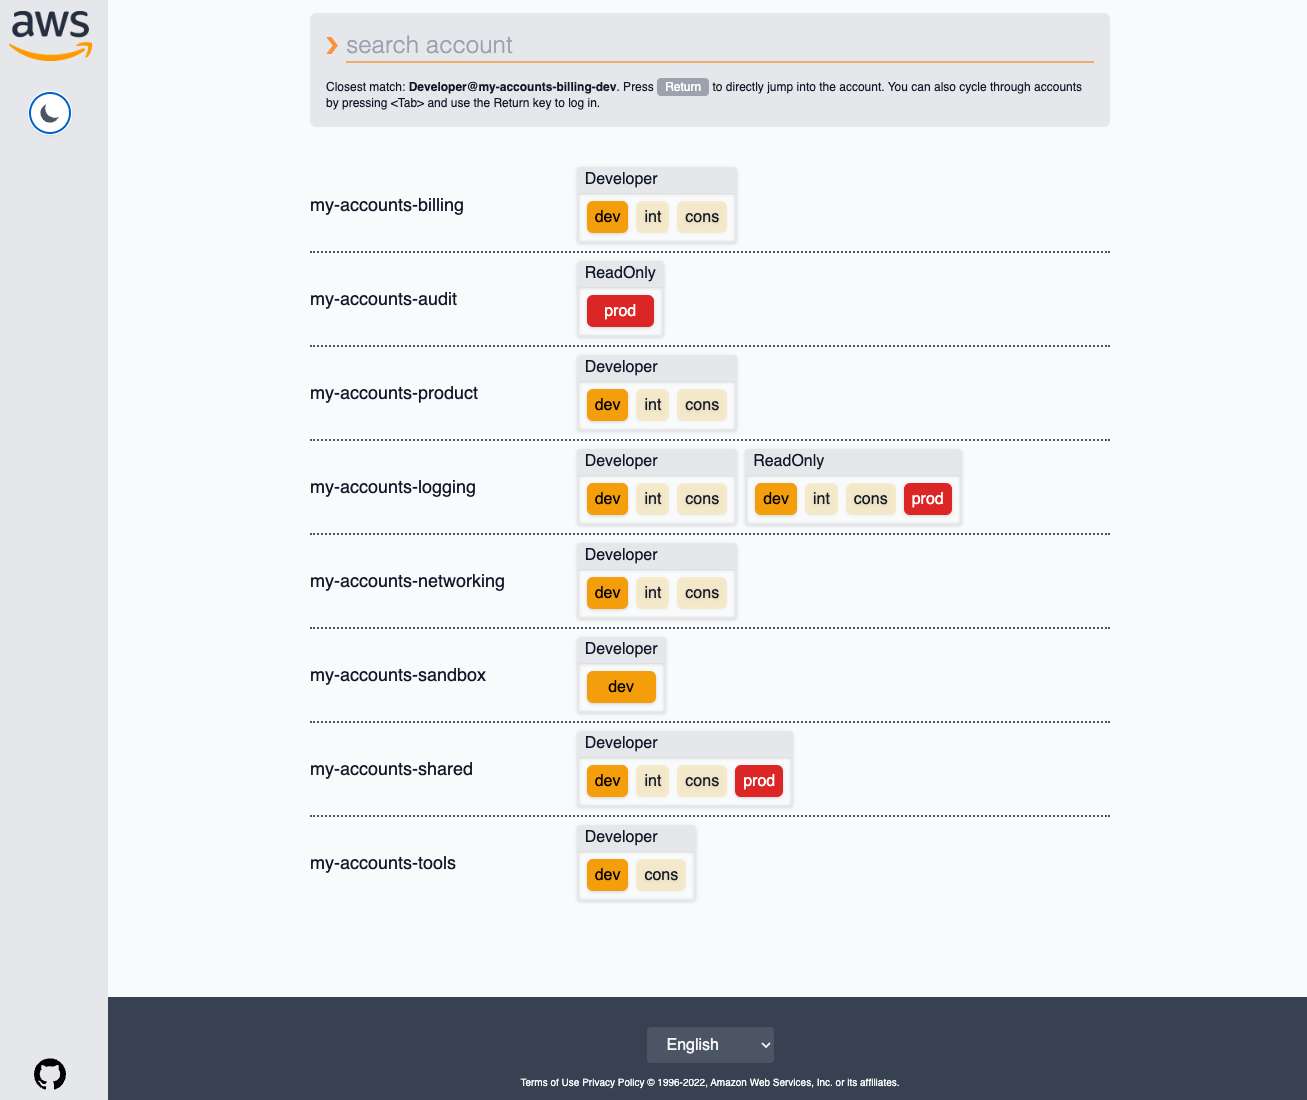 aws
search account
Closest match: Developer@my-accounts-billing-dev. Press Return to directly jump into the account. You can also cycle through accounts
by pressing <Tab> and use the Return key to log in.
Developer
my-accounts-billing
dev int cons
ReadOnly
my-accounts-audit
prod
Developer
my-accounts-product
dev int cons
Developer ReadOnly
my-accounts-logging
dev int cons dev int cons prod
Developer
my-accounts-networking
dev int cons
Developer
my-accounts-sandbox
dev
Developer
my-accounts-shared
dev int cons prod
Developer
my-accounts-tools
dev cons
English
Terms of Use Privacy Policy © 1996-2022, Amazon Web Services, Inc. or its affiliates.